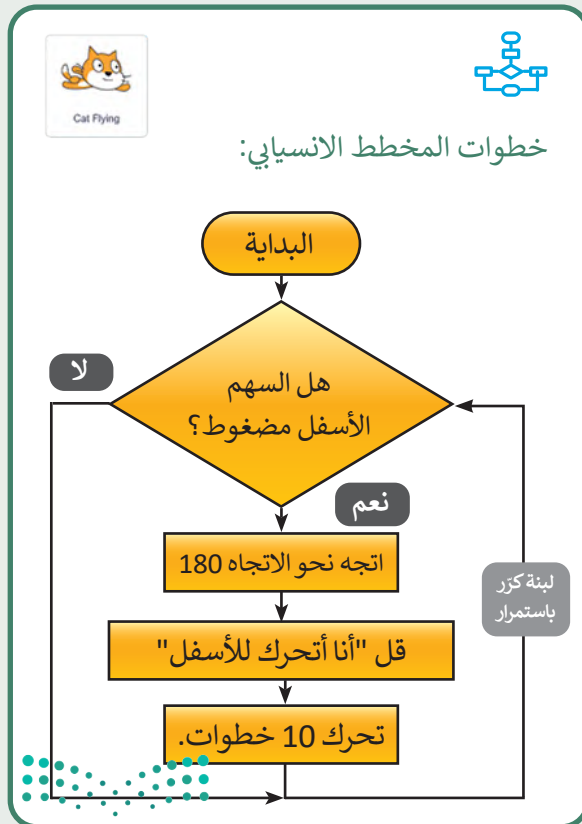 Cat Flying
خطوات المخطط الانسيابي:
البداية
هل السهم
الأسفل مضغوط؟
لا
نعم
اتجه نحو الاتجاه 180
قل "أنا أتحرك للأسفل"
تحرك 10 خطوات.
لبنة كرّر
باستمرار